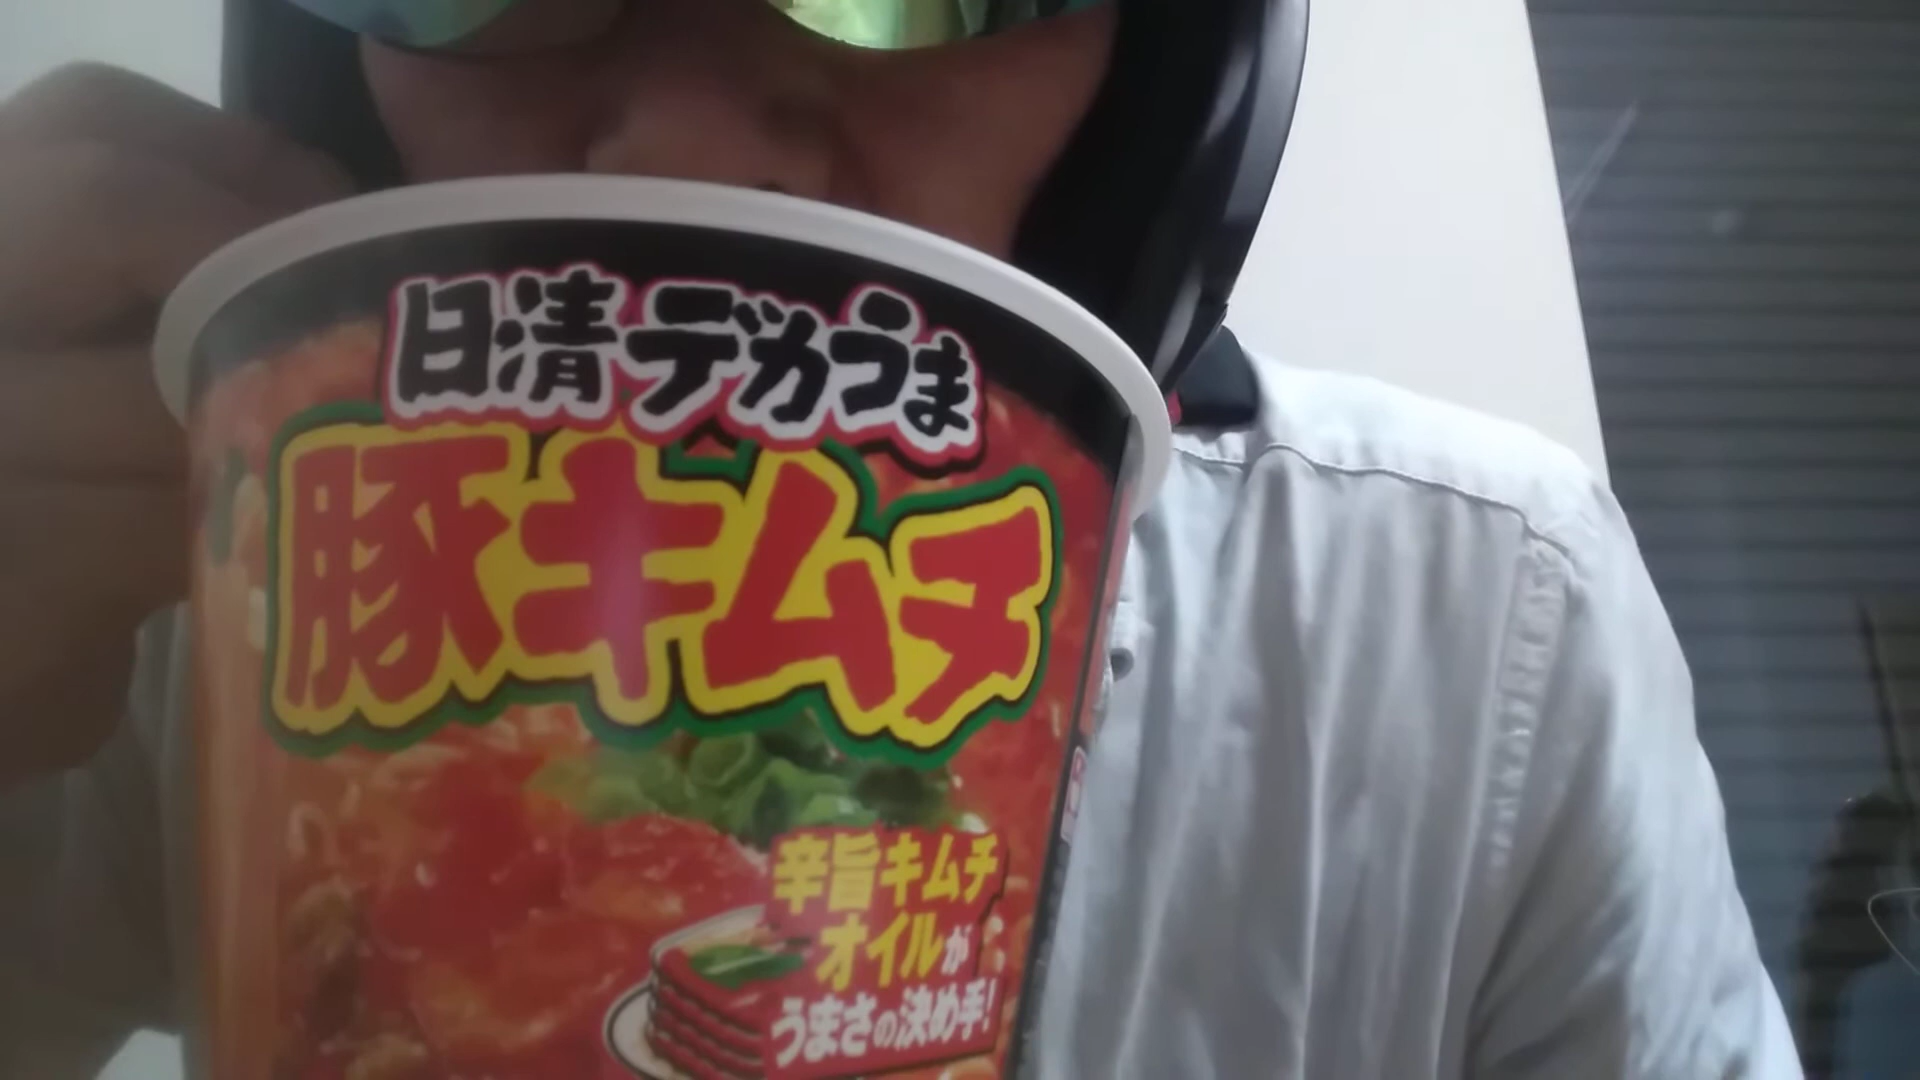 日清デカうま
豚キムチ
辛旨キムチ
オイルが
うまさの決め手!